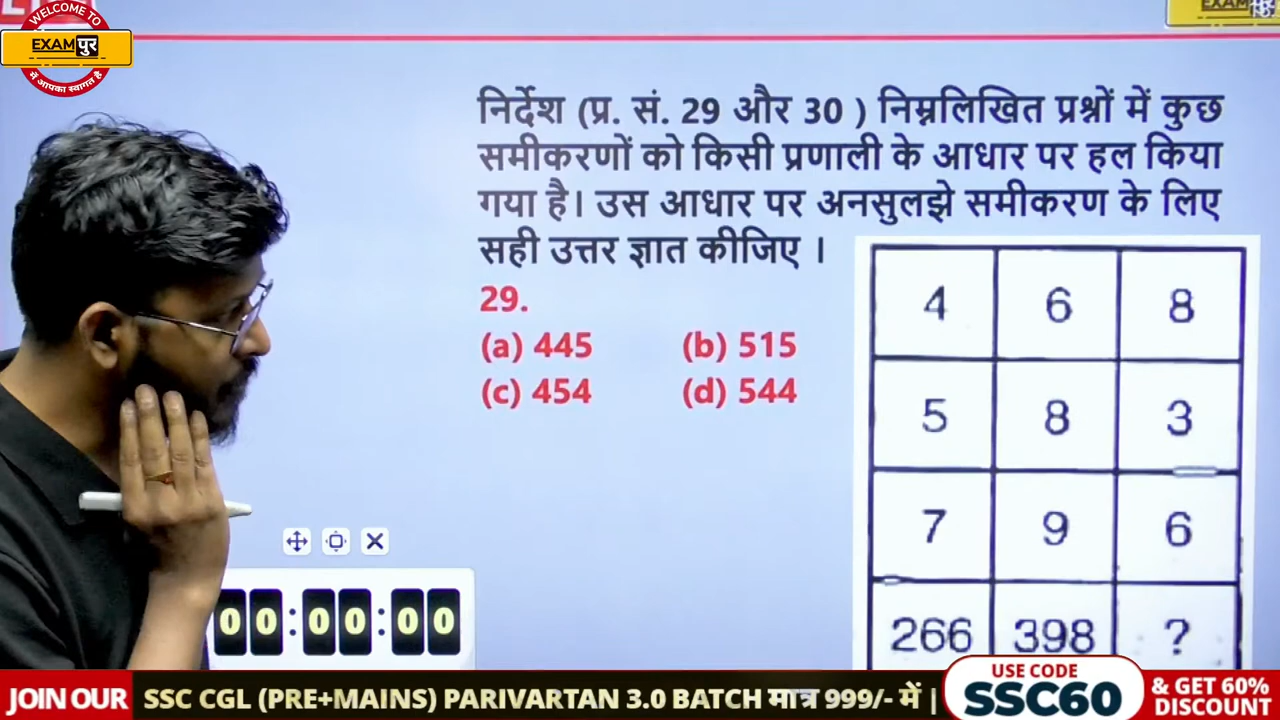 WELCOME TO
EXAMपुर
में आपका स्वागत है
EXAM
निर्देश (प्र. सं. 29 और 30 ) निम्नलिखित प्रश्नों में कुछ
समीकरणों को किसी प्रणाली के आधार पर हल किया
गया है। उस आधार पर अनसुलझे समीकरण के लिए
सही उत्तर ज्ञात कीजिए ।
29.
(a) 445 (b) 515
(c) 454 (d) 544
4 6 8
5 8 3
7 9 6
266 398 ?
00:00:00
JOIN OUR SSC CGL (PRE+MAINS) PARIVARTAN 3.0 BATCH मात्र 999/- में |
USE CODE
SSC60
& GET 60%
DISCOUNT